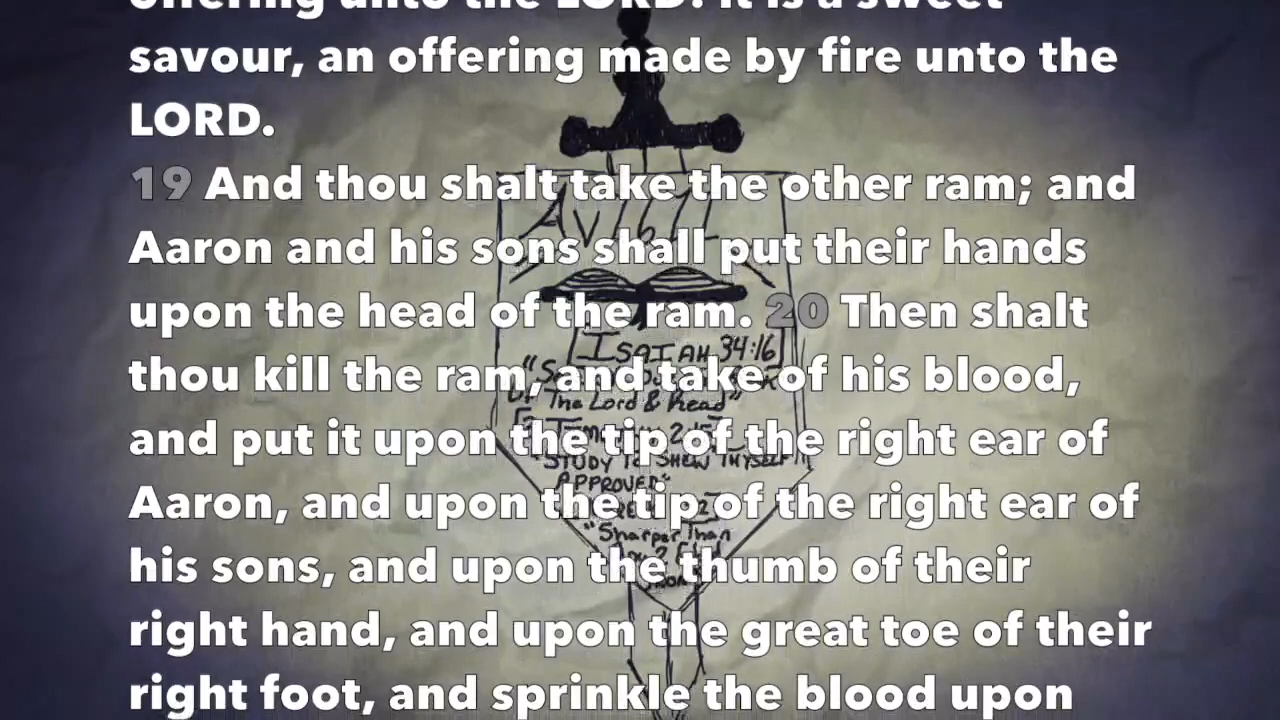 offering unto the LORD: it is a sweet
savour, an offering made by fire unto the
LORD.
19 And thou shalt take the other ram; and
Aaron and his sons shall put their hands
upon the head of the ram. 20 Then shalt
thou kill the ram, and take of his blood,
and put it upon the tip of the right ear of
Aaron, and upon the tip of the right ear of
his sons, and upon the thumb of their
right hand, and upon the great toe of their
right foot, and sprinkle the blood upon
AV1611
[ISAIAH 34:16]
The Lord & Read"
"STUDY TO SHEW THYSELF
APPROVED"
"Sharper Than